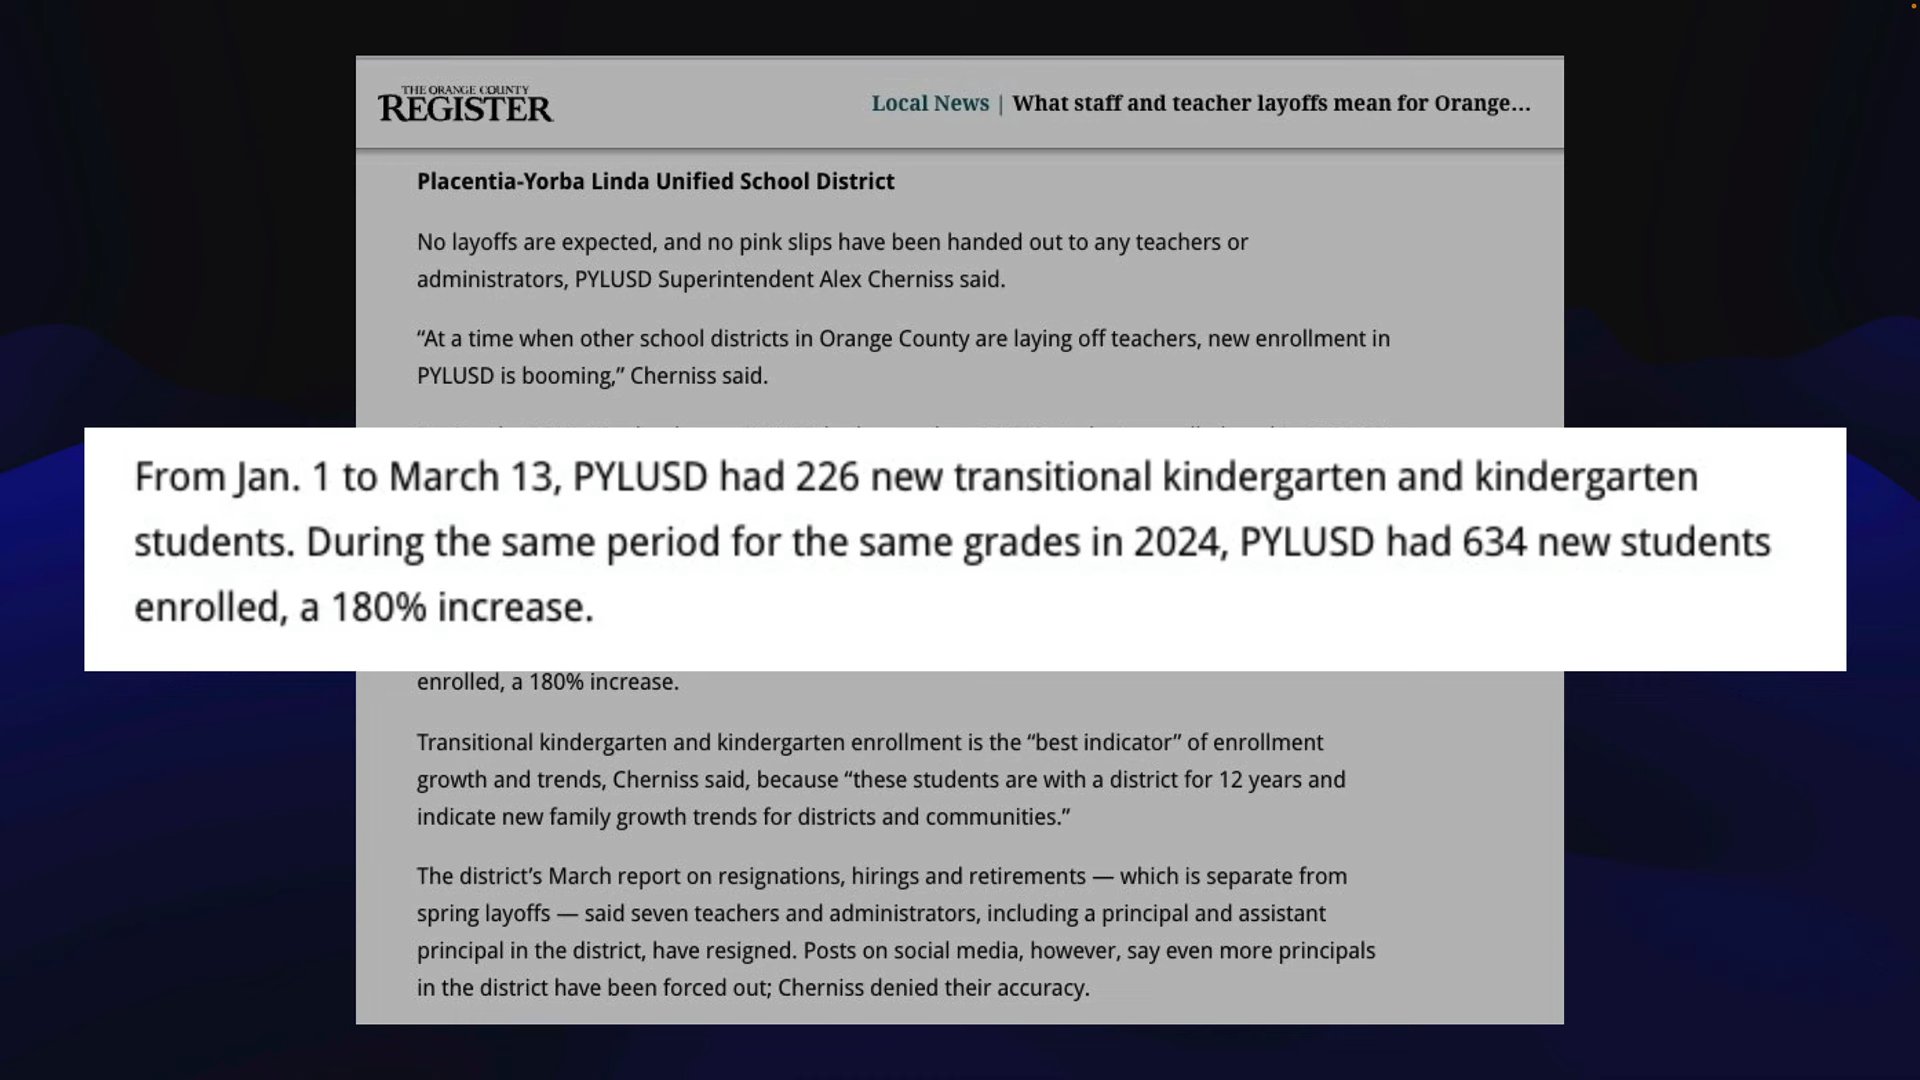 THE ORANGE COUNTY
REGISTER
Local News | What staff and teacher layoffs mean for Orange...
Placentia-Yorba Linda Unified School District
No layoffs are expected, and no pink slips have been handed out to any teachers or
administrators, PYLUSD Superintendent Alex Cherniss said.
“At a time when other school districts in Orange County are laying off teachers, new enrollment in
PYLUSD is booming,” Cherniss said.
From Jan. 1 to March 13, PYLUSD had 226 new transitional kindergarten and kindergarten
students. During the same period for the same grades in 2024, PYLUSD had 634 new students
enrolled, a 180% increase.
enrolled, a 180% increase.
Transitional kindergarten and kindergarten enrollment is the “best indicator” of enrollment
growth and trends, Cherniss said, because “these students are with a district for 12 years and
indicate new family growth trends for districts and communities.”
The district’s March report on resignations, hirings and retirements — which is separate from
spring layoffs — said seven teachers and administrators, including a principal and assistant
principal in the district, have resigned. Posts on social media, however, say even more principals
in the district have been forced out; Cherniss denied their accuracy.